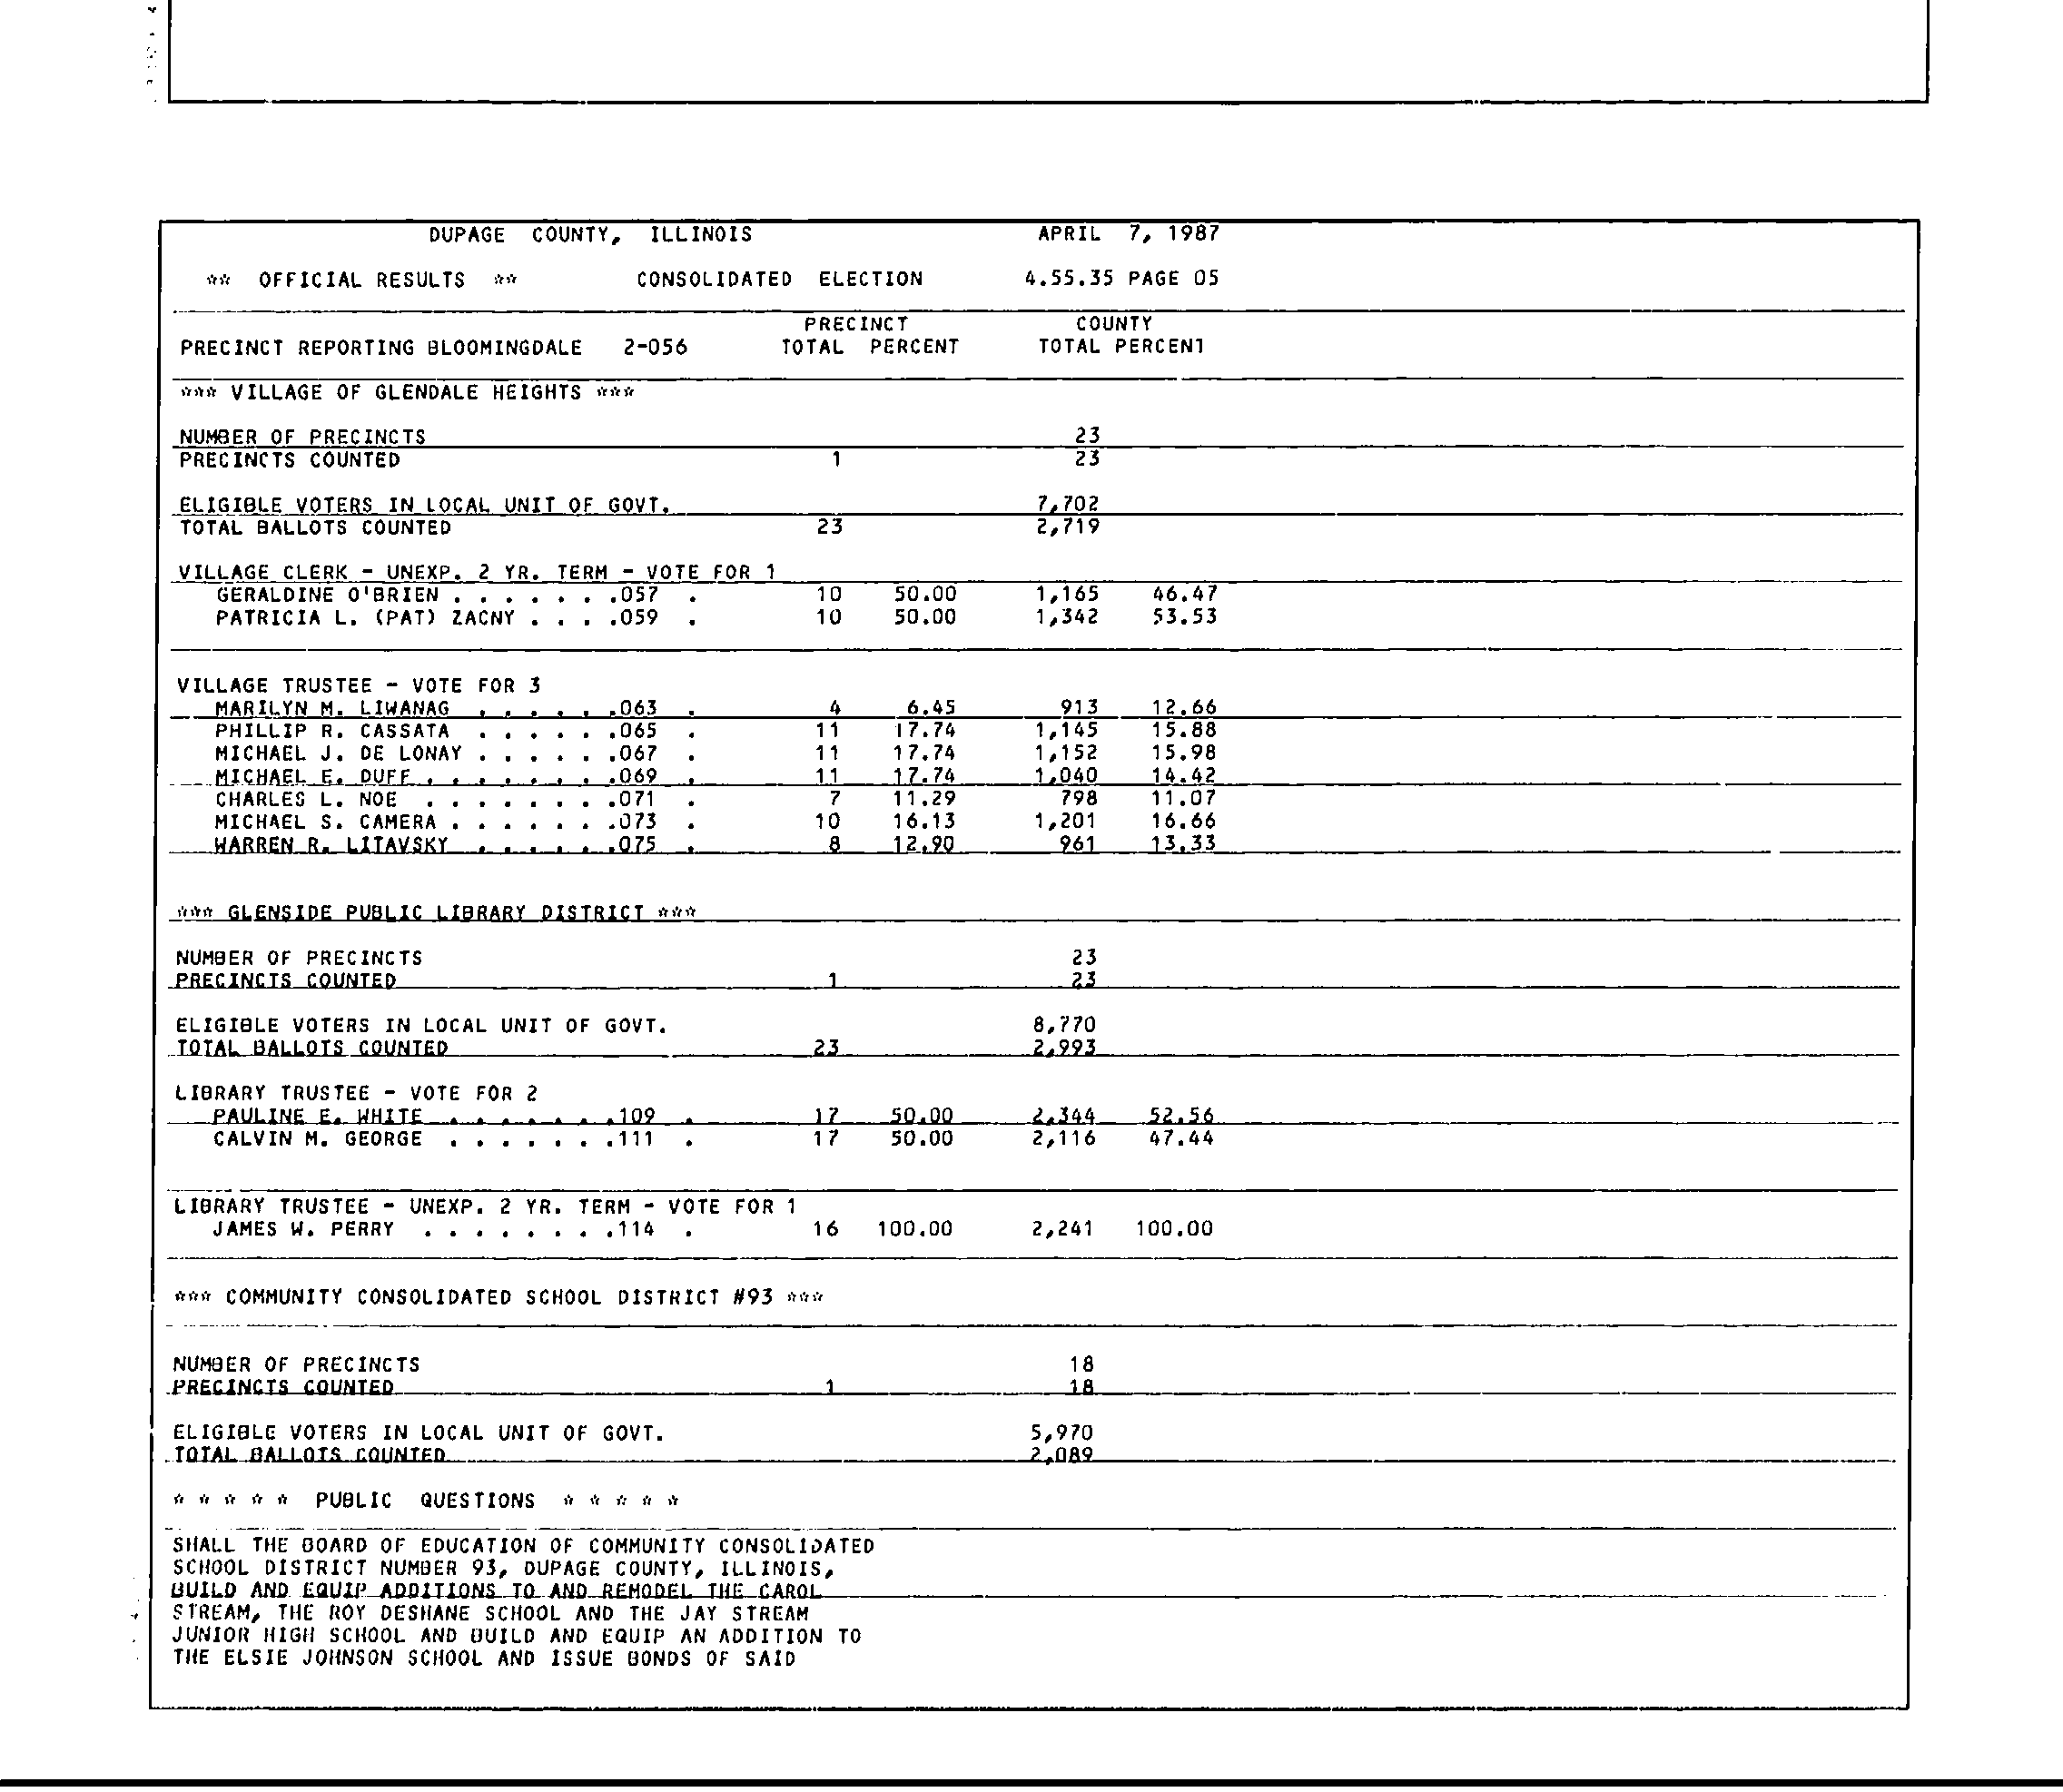 DUPAGE COUNTY, ILLINOIS APRIL 7, 1987
** OFFICIAL RESULTS ** CONSOLIDATED ELECTION 4.55.35 PAGE 05
PRECINCT COUNTY
PRECINCT REPORTING BLOOMINGDALE 2-056 TOTAL PERCENT TOTAL PERCENT
*** VILLAGE OF GLENDALE HEIGHTS ***
NUMBER OF PRECINCTS 23
PRECINCTS COUNTED 1 23
ELIGIBLE VOTERS IN LOCAL UNIT OF GOVT. 7,702
TOTAL BALLOTS COUNTED 23 2,719
VILLAGE CLERK - UNEXP. 2 YR. TERM - VOTE FOR 1
GERALDINE O'BRIEN . . . . . . .057 . 10 50.00 1,165 46.47
PATRICIA L. (PAT) ZACNY . . . .059 . 10 50.00 1,342 53.53
VILLAGE TRUSTEE - VOTE FOR 3
MARILYN M. LIWANAG . . . . . .063 . 4 6.45 913 12.66
PHILLIP R. CASSATA . . . . . .065 . 11 17.74 1,145 15.88
MICHAEL J. DE LONAY . . . . . .067 . 11 17.74 1,152 15.98
MICHAEL E. DUFF . . . . . . . .069 . 11 17.74 1,040 14.42
CHARLES L. NOE . . . . . . . .071 . 7 11.29 798 11.07
MICHAEL S. CAMERA . . . . . . .073 . 10 16.13 1,201 16.66
WARREN R. LITAVSKY . . . . . .075 . 8 12.90 961 13.33
*** GLENSIDE PUBLIC LIBRARY DISTRICT ***
NUMBER OF PRECINCTS 23
PRECINCTS COUNTED 1 23
ELIGIBLE VOTERS IN LOCAL UNIT OF GOVT. 8,770
TOTAL BALLOTS COUNTED 23 2,993
LIBRARY TRUSTEE - VOTE FOR 2
PAULINE E. WHITE . . . . . . .109 . 17 50.00 2,344 52.56
CALVIN M. GEORGE . . . . . . .111 . 17 50.00 2,116 47.44
LIBRARY TRUSTEE - UNEXP. 2 YR. TERM - VOTE FOR 1
JAMES W. PERRY . . . . . . . .114 . 16 100.00 2,241 100.00
*** COMMUNITY CONSOLIDATED SCHOOL DISTRICT #93 ***
NUMBER OF PRECINCTS 18
PRECINCTS COUNTED 1 18
ELIGIBLE VOTERS IN LOCAL UNIT OF GOVT. 5,970
TOTAL BALLOTS COUNTED 2,089
* * * * * PUBLIC QUESTIONS * * * * *
SHALL THE BOARD OF EDUCATION OF COMMUNITY CONSOLIDATED
SCHOOL DISTRICT NUMBER 93, DUPAGE COUNTY, ILLINOIS,
BUILD AND EQUIP ADDITIONS TO AND REMODEL THE CAROL
STREAM, THE ROY DESHANE SCHOOL AND THE JAY STREAM
JUNIOR HIGH SCHOOL AND BUILD AND EQUIP AN ADDITION TO
THE ELSIE JOHNSON SCHOOL AND ISSUE BONDS OF SAID